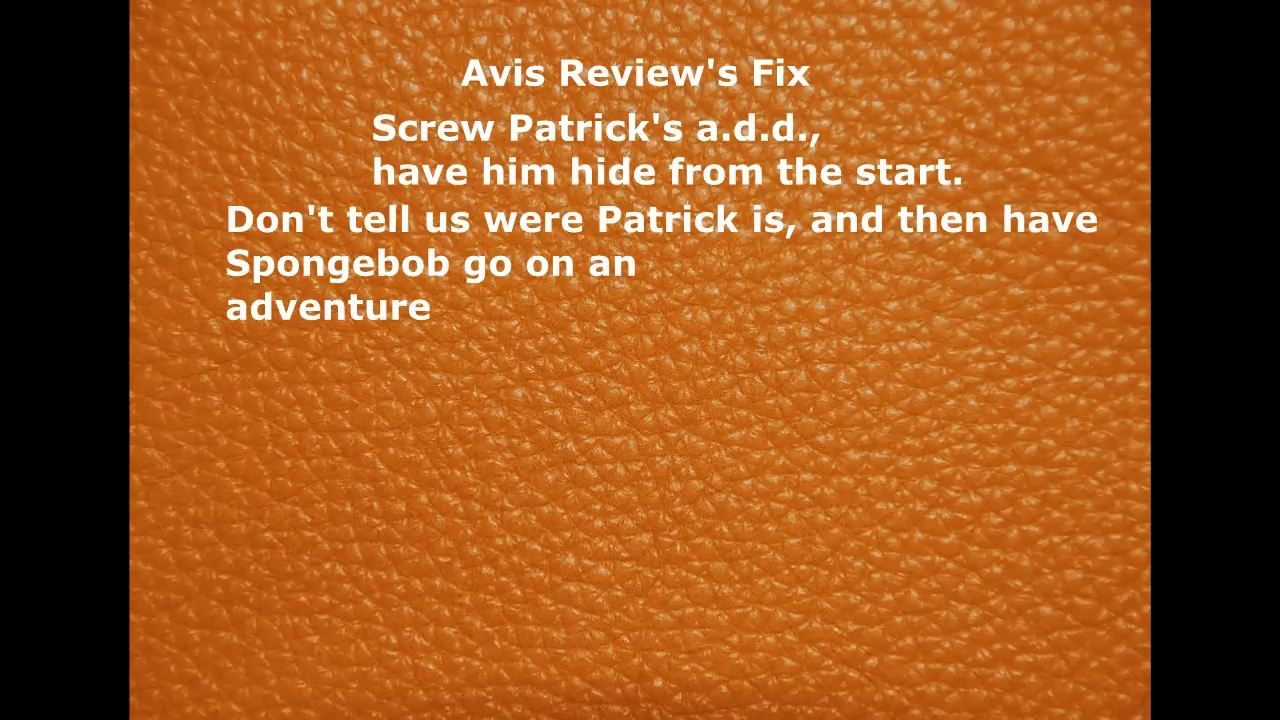 Avis Review's Fix
Screw Patrick's a.d.d.,
have him hide from the start.
Don't tell us were Patrick is, and then have
Spongebob go on an
adventure